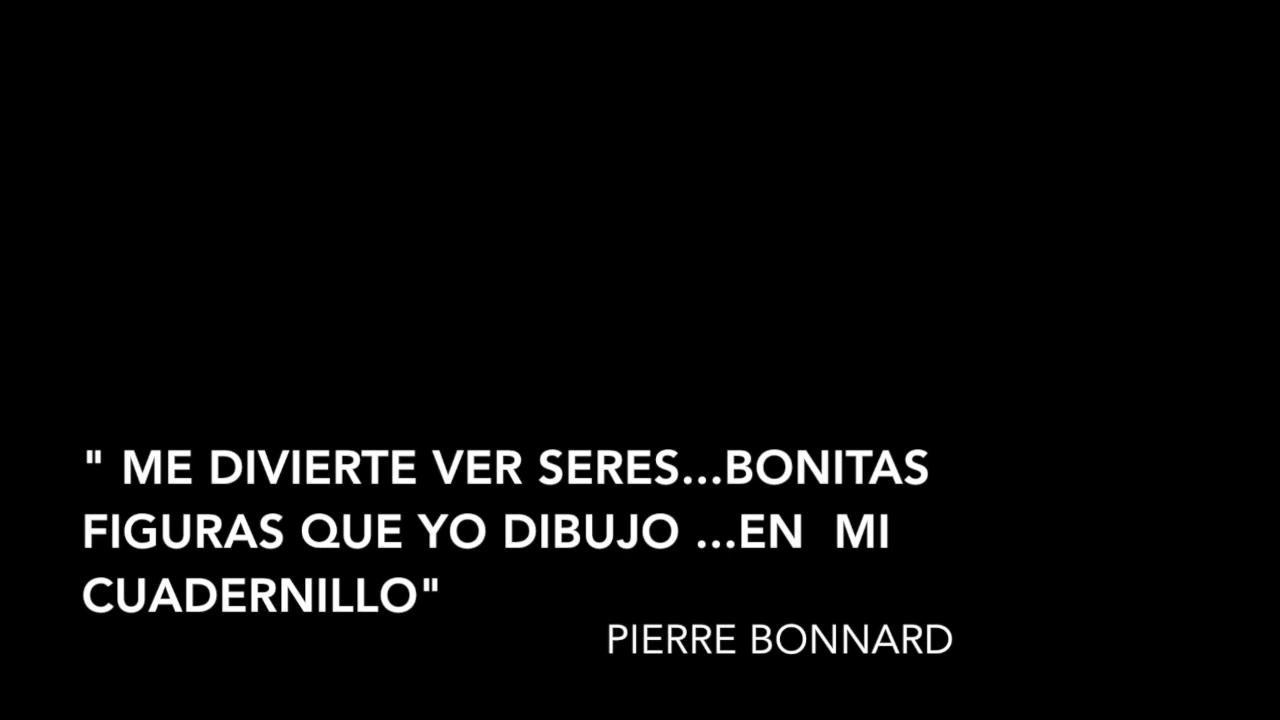 " ME DIVIERTE VER SERES...BONITAS
FIGURAS QUE YO DIBUJO ...EN  MI
CUADERNILLO"
PIERRE BONNARD